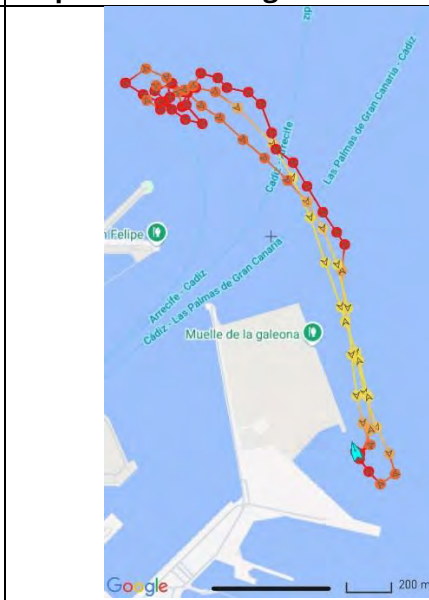 zip
Cádiz - Arrecife
Las Palmas de Gran Canaria - Cádiz
Felipe
Arrecife - Cádiz
Cádiz - Las Palmas de Gran Canaria
Muelle de la galeona
Google
200 m